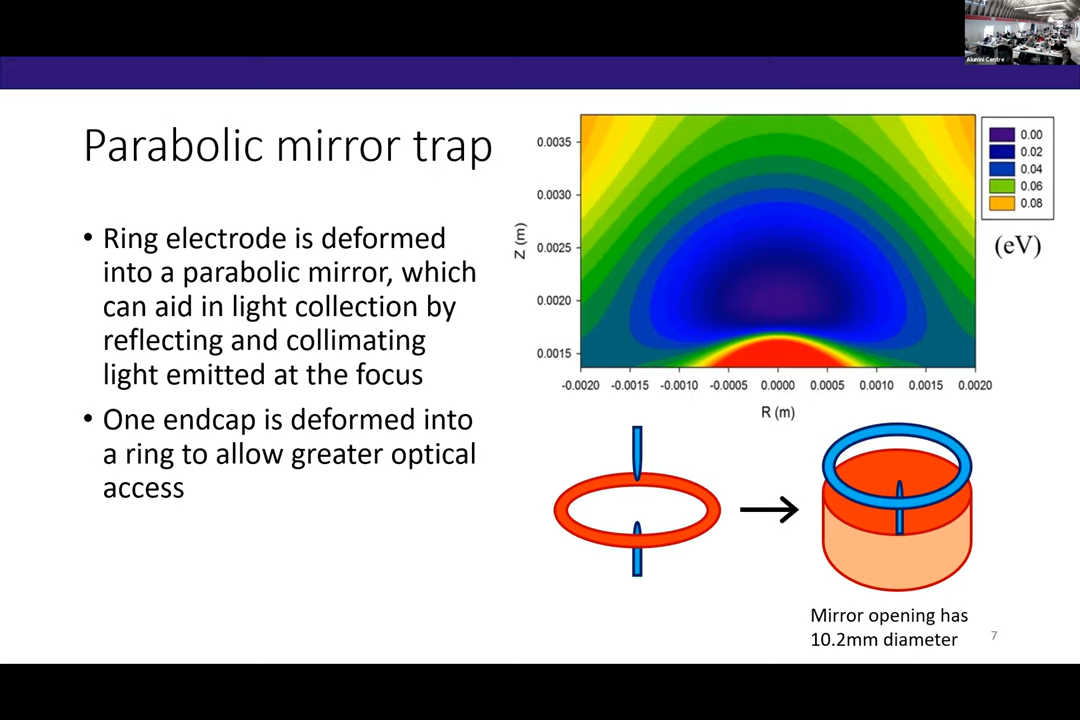 Alumni Centre
Parabolic mirror trap
• Ring electrode is deformed
into a parabolic mirror, which
can aid in light collection by
reflecting and collimating
light emitted at the focus
• One endcap is deformed into
a ring to allow greater optical
access
Z (m)
0.0035
0.0030
0.0025
0.0020
0.0015
-0.0020 -0.0015 -0.0010 -0.0005 0.0000 0.0005 0.0010 0.0015 0.0020
R (m)
0.00
0.02
0.04
0.06
0.08
(eV)
Mirror opening has
10.2mm diameter
7